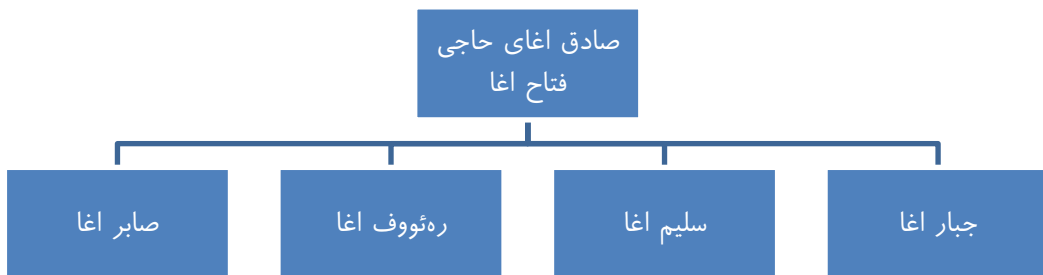 صادق اغای حاجی
فتاح اغا
جبار اغا
سلیم اغا
رەئووف اغا
صابر اغا